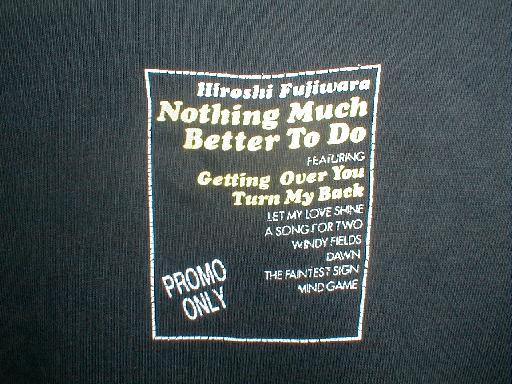 Hiroshi Fujiwara
Nothing Much
Better To Do
FEATURING
Getting Over You
Turn My Back
LET MY LOVE SHINE
A SONG FOR TWO
WINDY FIELDS
DAWN
THE FAINTEST SIGN
MIND GAME
PROMO
ONLY